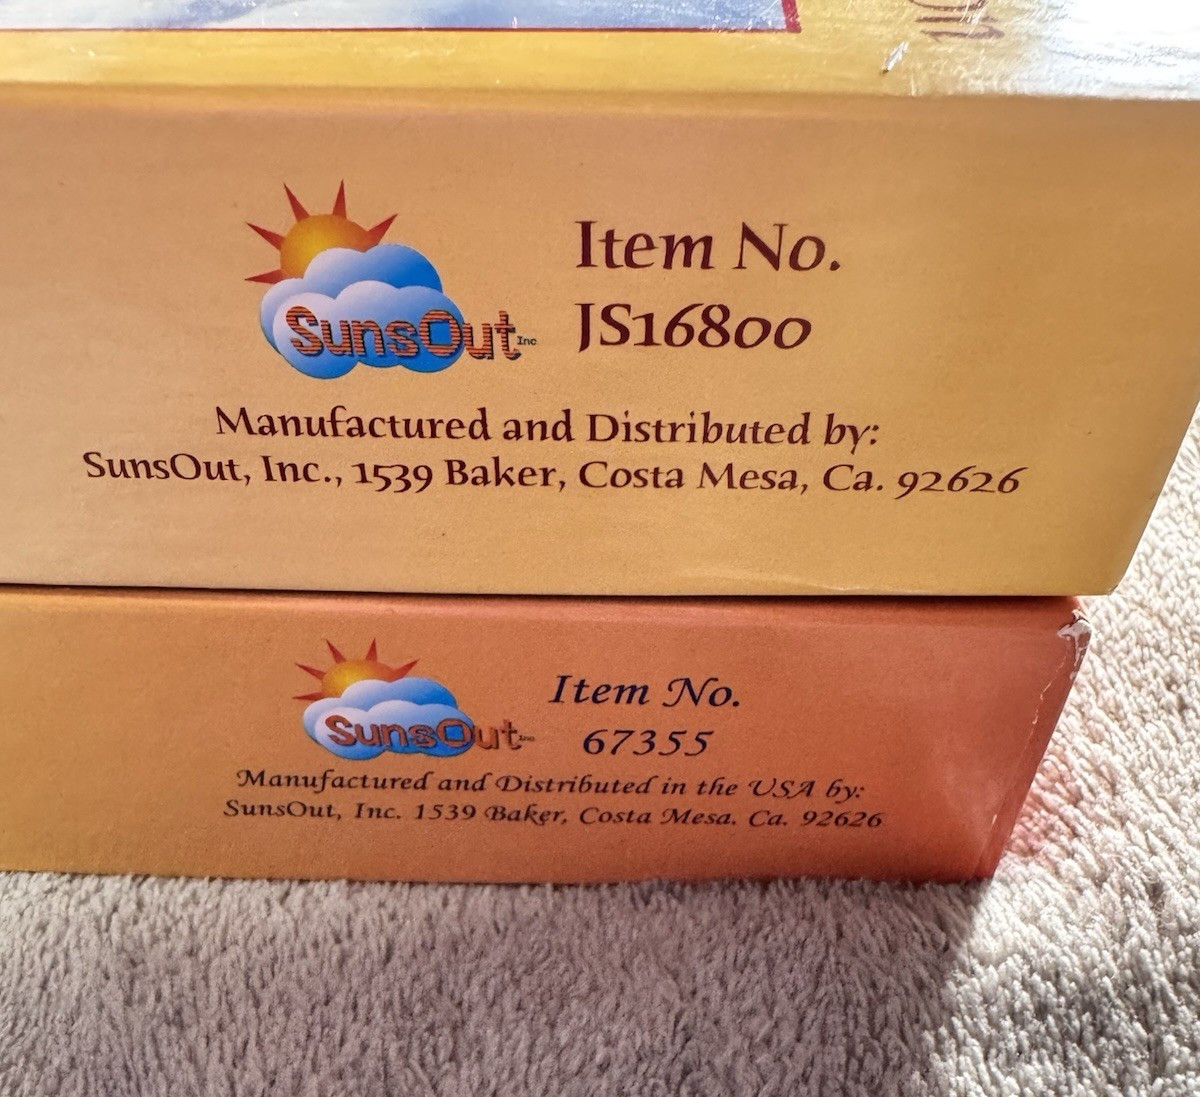 SunsOut Inc
Item No.
JS16800
Manufactured and Distributed by:
SunsOut, Inc., 1539 Baker, Costa Mesa, Ca. 92626
SunsOut Inc
Item No.
67355
Manufactured and Distributed in the USA by:
SunsOut, Inc. 1539 Baker, Costa Mesa, Ca. 92626